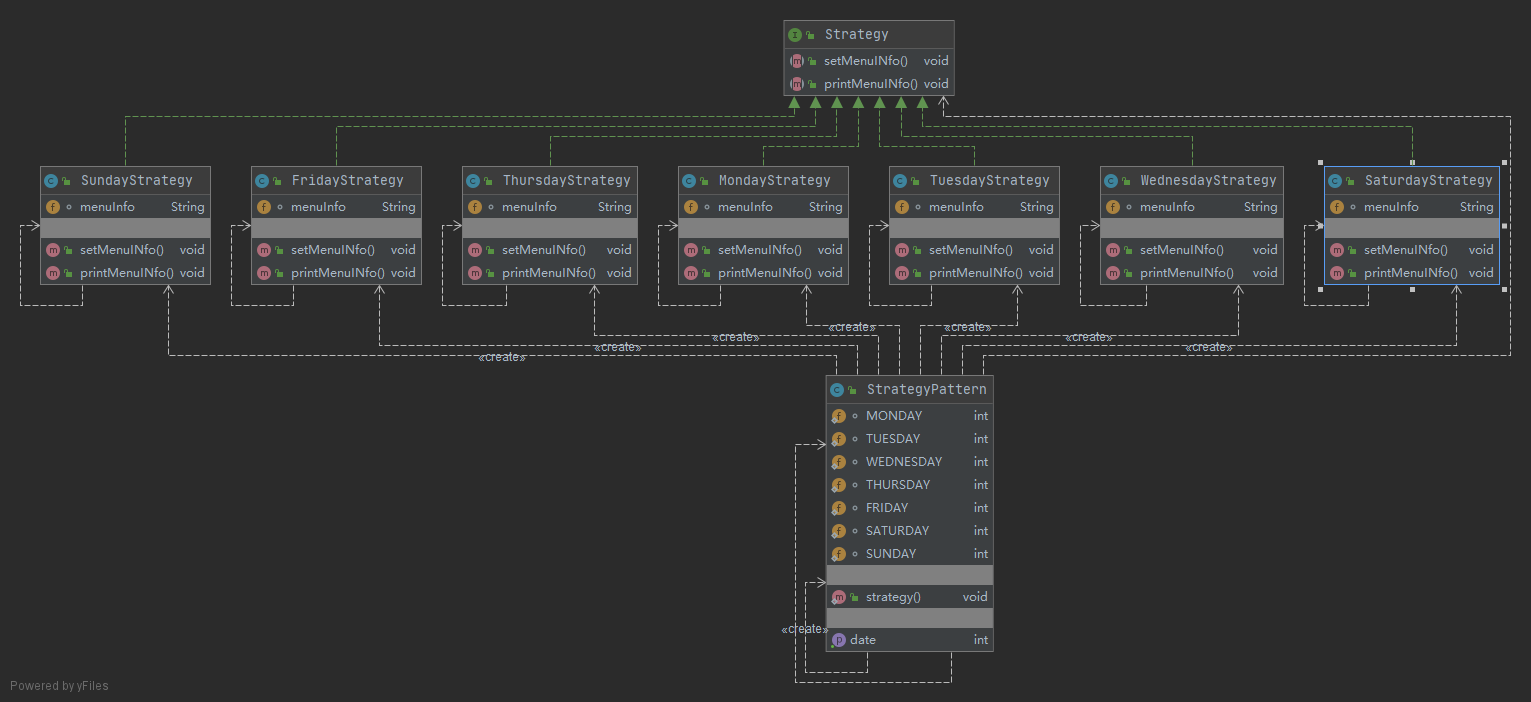 Strategy
setMenuINfo() void
printMenuINfo() void
SundayStrategy
menuInfo String
setMenuINfo() void
printMenuINfo() void
FridayStrategy
menuInfo String
setMenuINfo() void
printMenuINfo() void
ThursdayStrategy
menuInfo String
setMenuINfo() void
printMenuINfo() void
MondayStrategy
menuInfo String
setMenuINfo() void
printMenuINfo() void
TuesdayStrategy
menuInfo String
setMenuINfo() void
printMenuINfo() void
WednesdayStrategy
menuInfo String
setMenuINfo() void
printMenuINfo() void
SaturdayStrategy
menuInfo String
setMenuINfo() void
printMenuINfo() void
«create»
«create»
«create»
«create»
«create»
«create»
«create»
StrategyPattern
MONDAY int
TUESDAY int
WEDNESDAY int
THURSDAY int
FRIDAY int
SATURDAY int
SUNDAY int
strategy() void
«create»
date int
Powered by yFiles